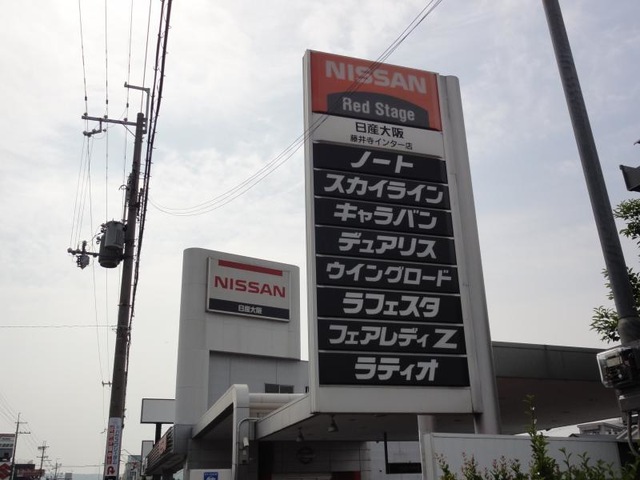 NISSAN
Red Stage
日産大阪
藤井寺インター店
ノート
スカイライン
キャラバン
デュアリス
ウイングロード
ラフェスタ
フェアレディZ
ラティオ
NISSAN
日産大阪